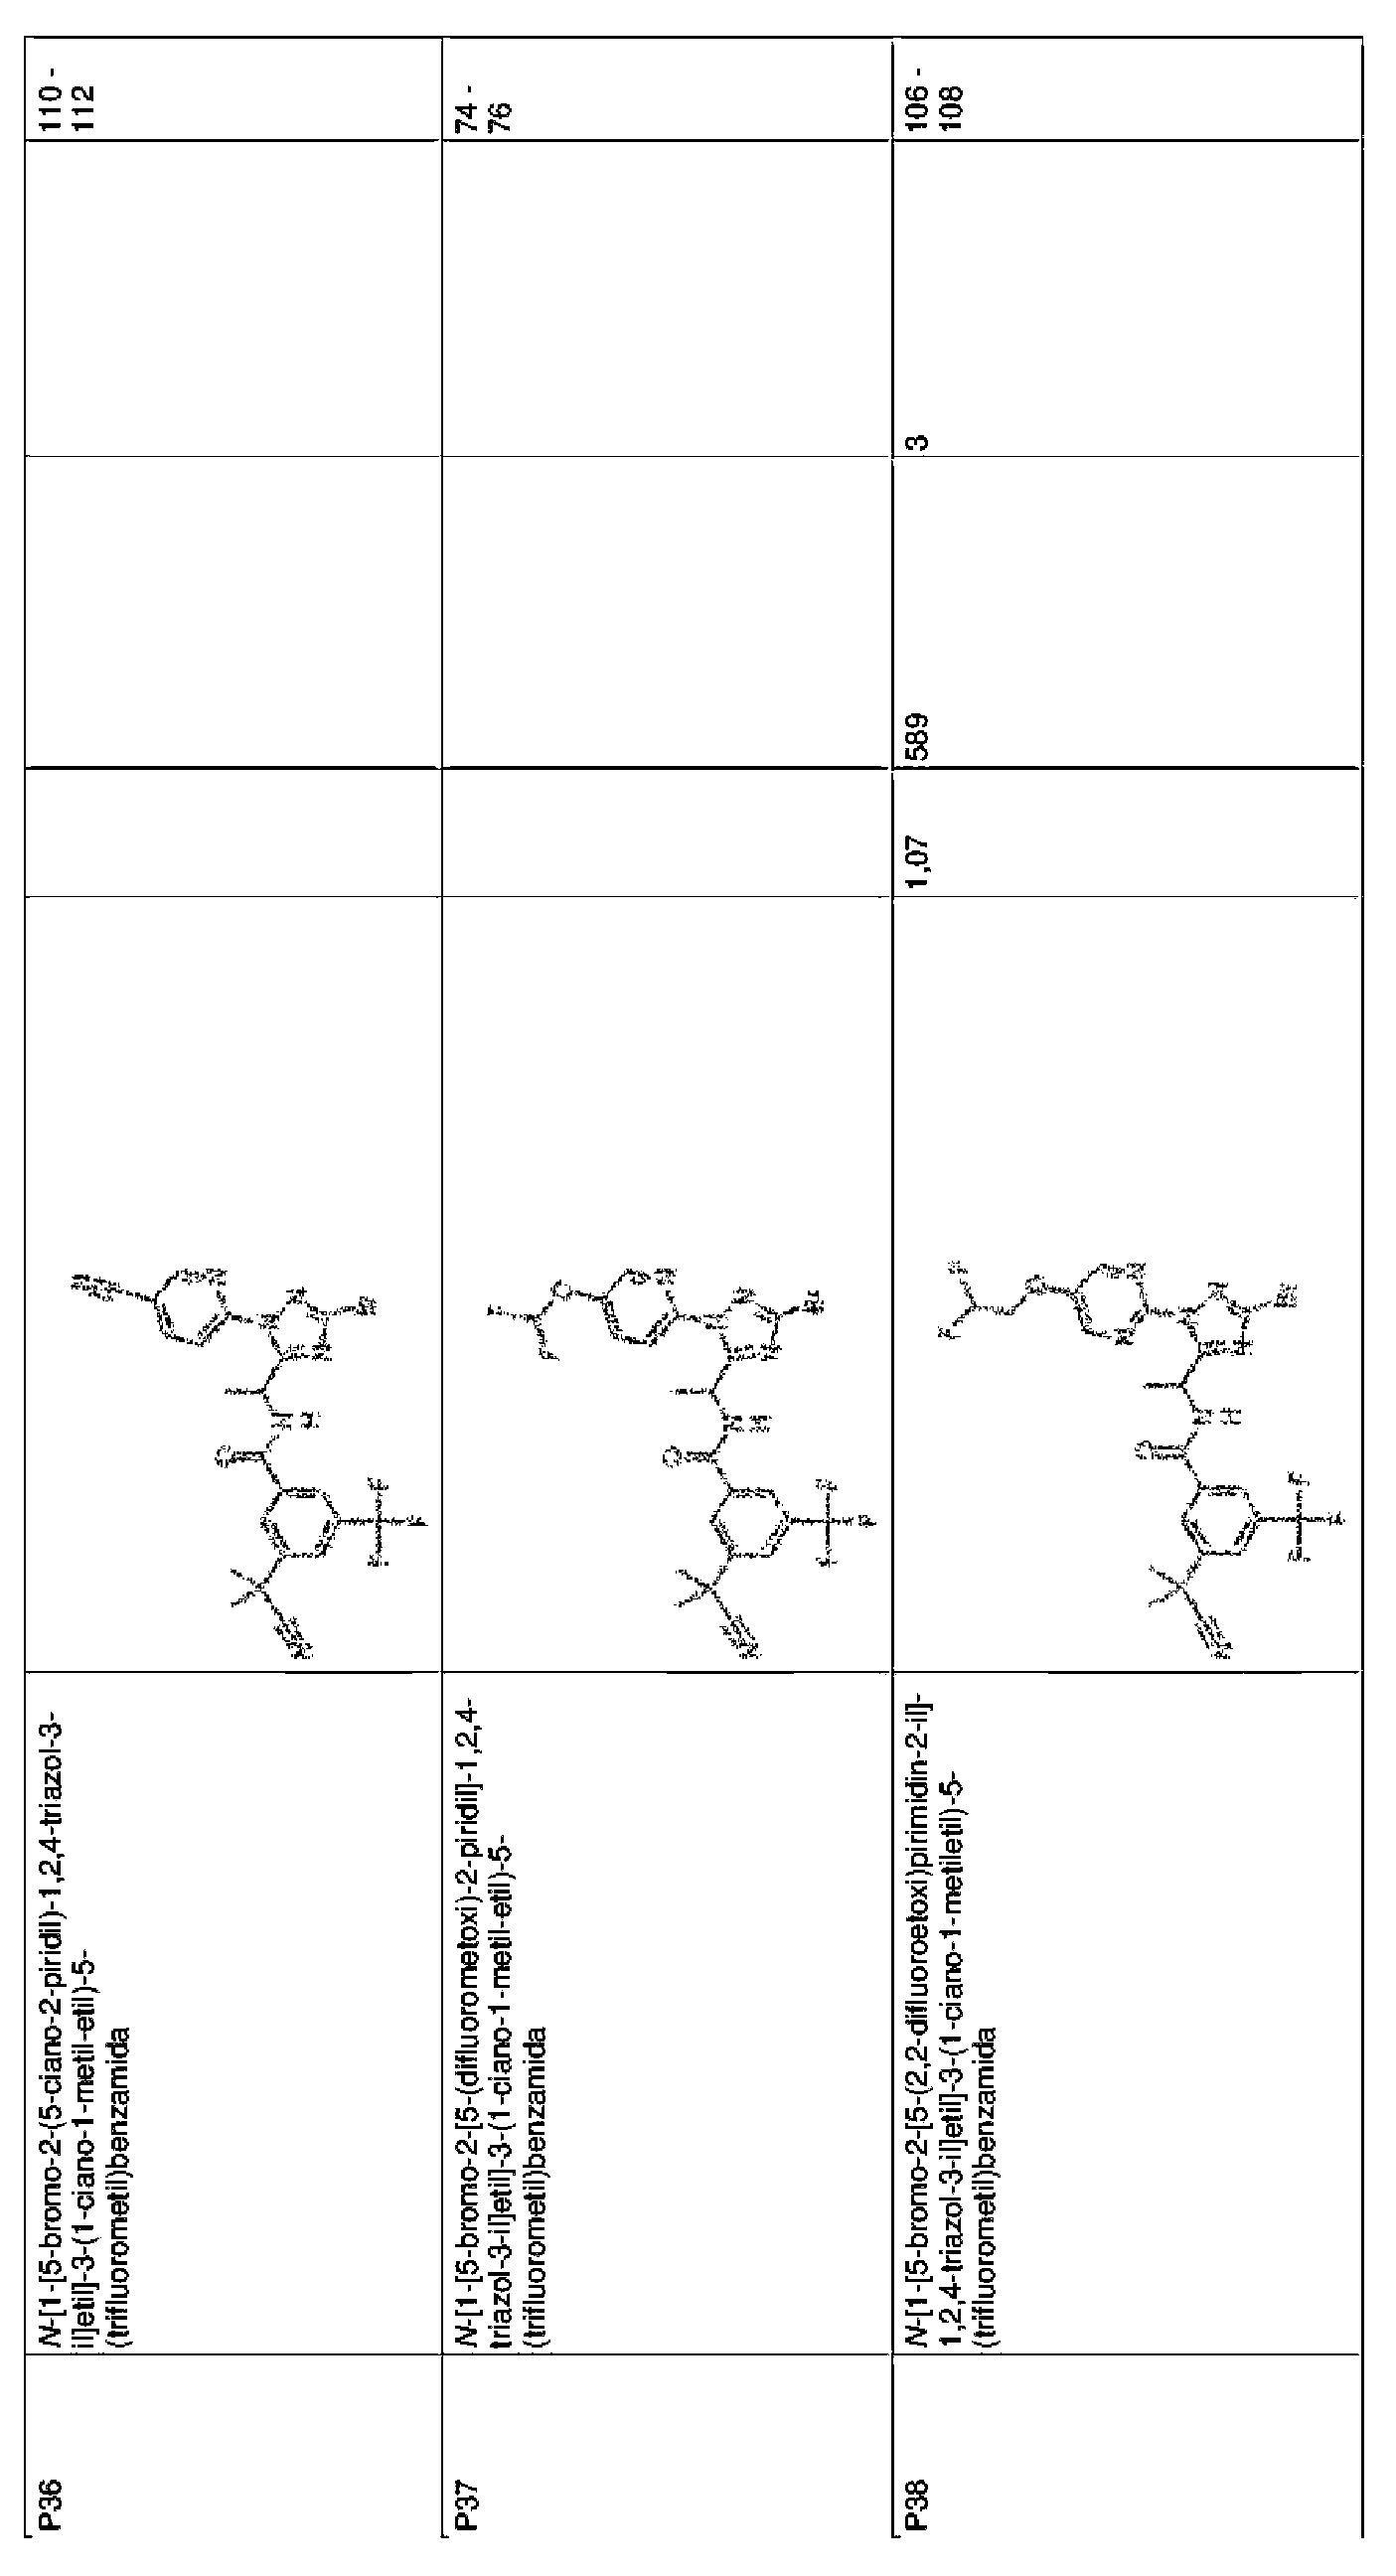 P36
N-[1-[5-bromo-2-(5-ciano-2-piridil)-1,2,4-triazol-3-
il]etil]-3-(1-ciano-1-metil-etil)-5-
(trifluorometil)benzamida
N
N
N
N
N
Br
O
N
H
F
F
F
N
110 -
112
P37
N-[1-[5-bromo-2-[5-(difluorometoxi)-2-piridil]-1,2,4-
triazol-3-il]etil]-3-(1-ciano-1-metil-etil)-5-
(trifluorometil)benzamida
F
F
O
N
N
N
N
Br
O
N
H
F
F
F
N
74 -
76
P38
N-[1-[5-bromo-2-[5-(2,2-difluoroetoxi)pirimidin-2-il]-
1,2,4-triazol-3-il]etil]-3-(1-ciano-1-metiletil)-5-
(trifluorometil)benzamida
F
F
O
N
N
N
N
N
Br
O
N
H
F
F
F
N
1,07
589
3
106 -
108